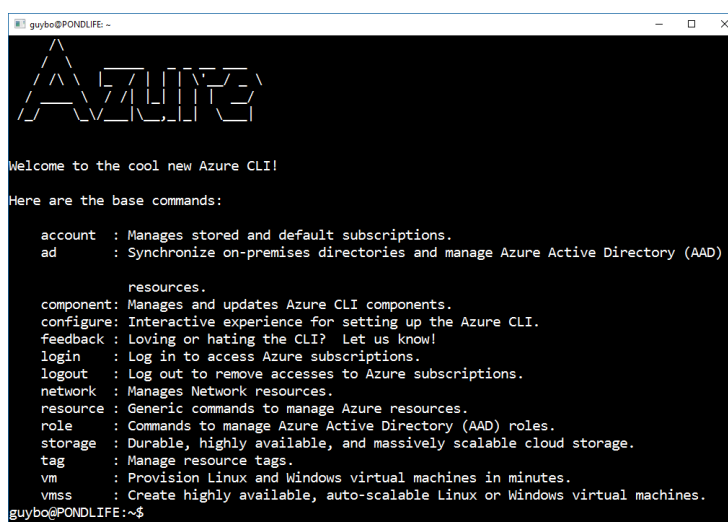 guybo@PONDLIFE: ~
Azure
Welcome to the cool new Azure CLI!
Here are the base commands:
account : Manages stored and default subscriptions.
ad : Synchronize on-premises directories and manage Azure Active Directory (AAD)
resources.
component: Manages and updates Azure CLI components.
configure: Interactive experience for setting up the Azure CLI.
feedback : Loving or hating the CLI? Let us know!
login : Log in to access Azure subscriptions.
logout : Log out to remove accesses to Azure subscriptions.
network : Manages Network resources.
resource : Generic commands to manage Azure resources.
role : Commands to manage Azure Active Directory (AAD) roles.
storage : Durable, highly available, and massively scalable cloud storage.
tag : Manage resource tags.
vm : Provision Linux and Windows virtual machines in minutes.
vmss : Create highly available, auto-scalable Linux or Windows virtual machines.
guybo@PONDLIFE:~$